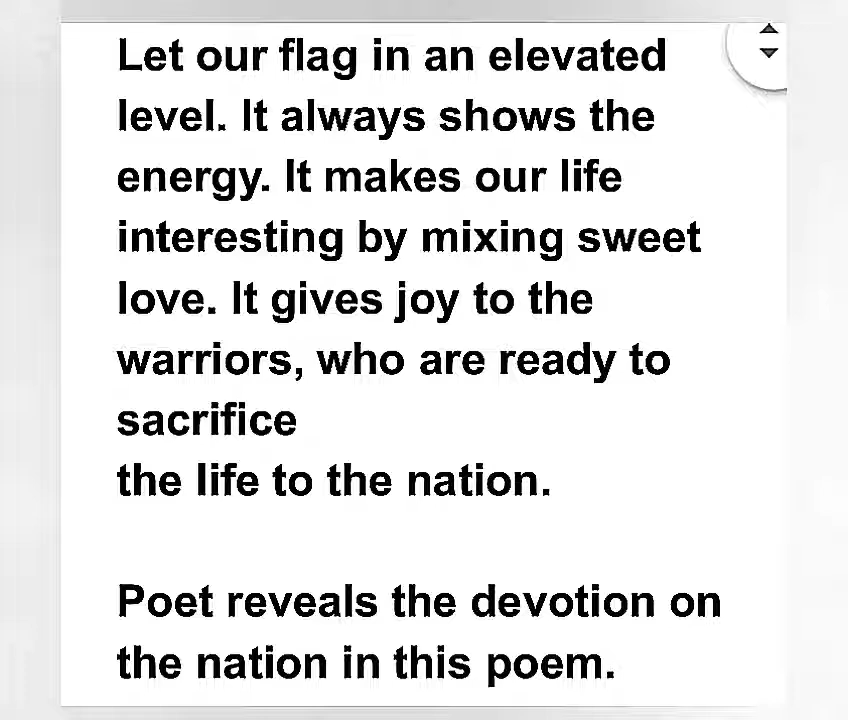 Let our flag in an elevated
level. It always shows the
energy. It makes our life
interesting by mixing sweet
love. It gives joy to the
warriors, who are ready to
sacrifice
the life to the nation.
Poet reveals the devotion on
the nation in this poem.